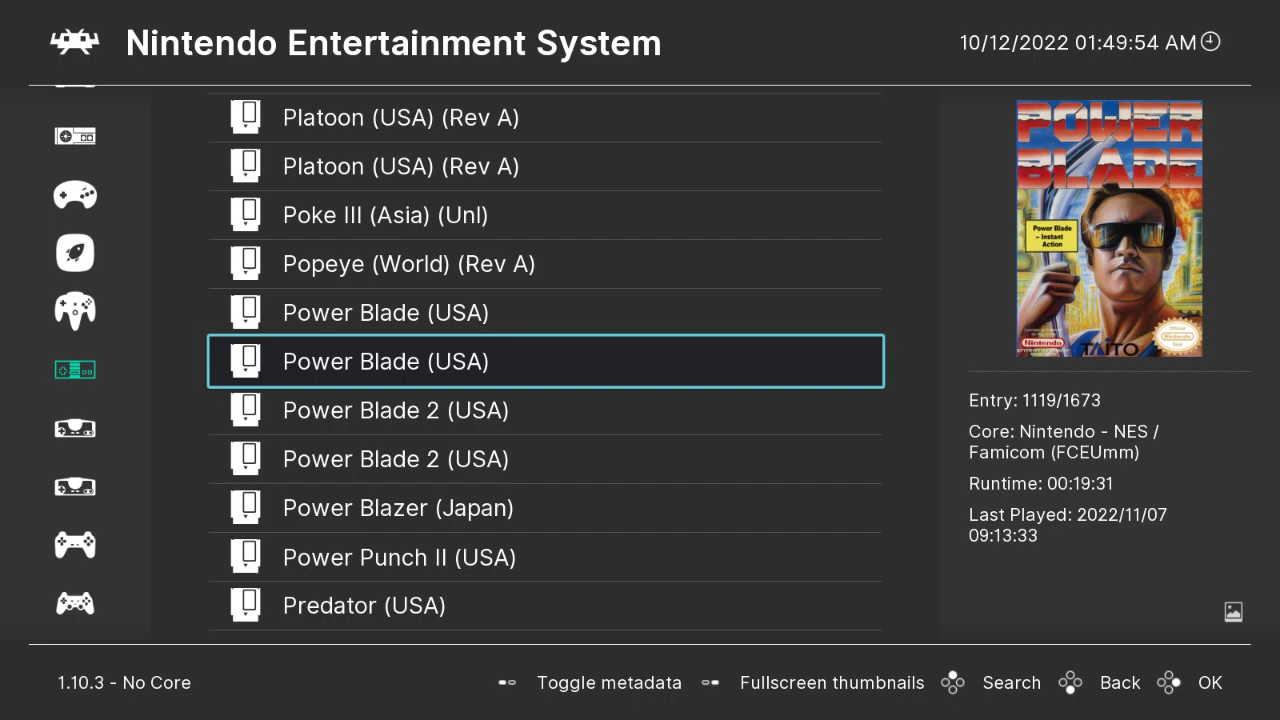 Nintendo Entertainment System
10/12/2022 01:49:54 AM
Platoon (USA) (Rev A)
Platoon (USA) (Rev A)
Poke III (Asia) (Unl)
Popeye (World) (Rev A)
Power Blade (USA)
Power Blade (USA)
Power Blade 2 (USA)
Power Blade 2 (USA)
Power Blazer (Japan)
Power Punch II (USA)
Predator (USA)
POWER
BLADE
Power Blade
- Instant
Action
Nintendo
TAITO
Entry: 1119/1673
Core: Nintendo - NES /
Famicom (FCEUmm)
Runtime: 00:19:31
Last Played: 2022/11/07
09:13:33
1.10.3 - No Core
Toggle metadata
Fullscreen thumbnails
Search
Back
OK